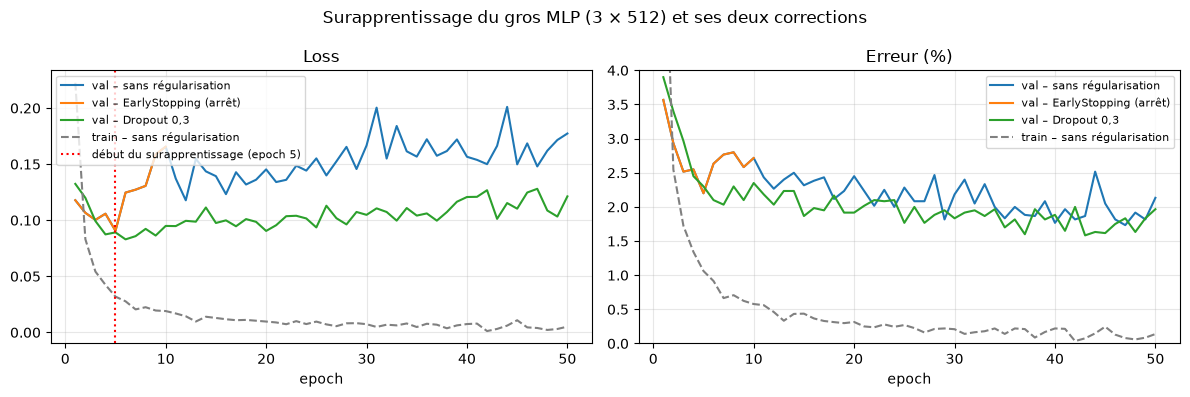 Surapprentissage du gros MLP (3 × 512) et ses deux corrections
Loss
val – sans régularisation
val – EarlyStopping (arrêt)
val – Dropout 0,3
train – sans régularisation
début du surapprentissage (epoch 5)
0.20
0.15
0.10
0.05
0.00
0 10 20 30 40 50
epoch
Erreur (%)
val – sans régularisation
val – EarlyStopping (arrêt)
val – Dropout 0,3
train – sans régularisation
4.0
3.5
3.0
2.5
2.0
1.5
1.0
0.5
0.0
0 10 20 30 40 50
epoch